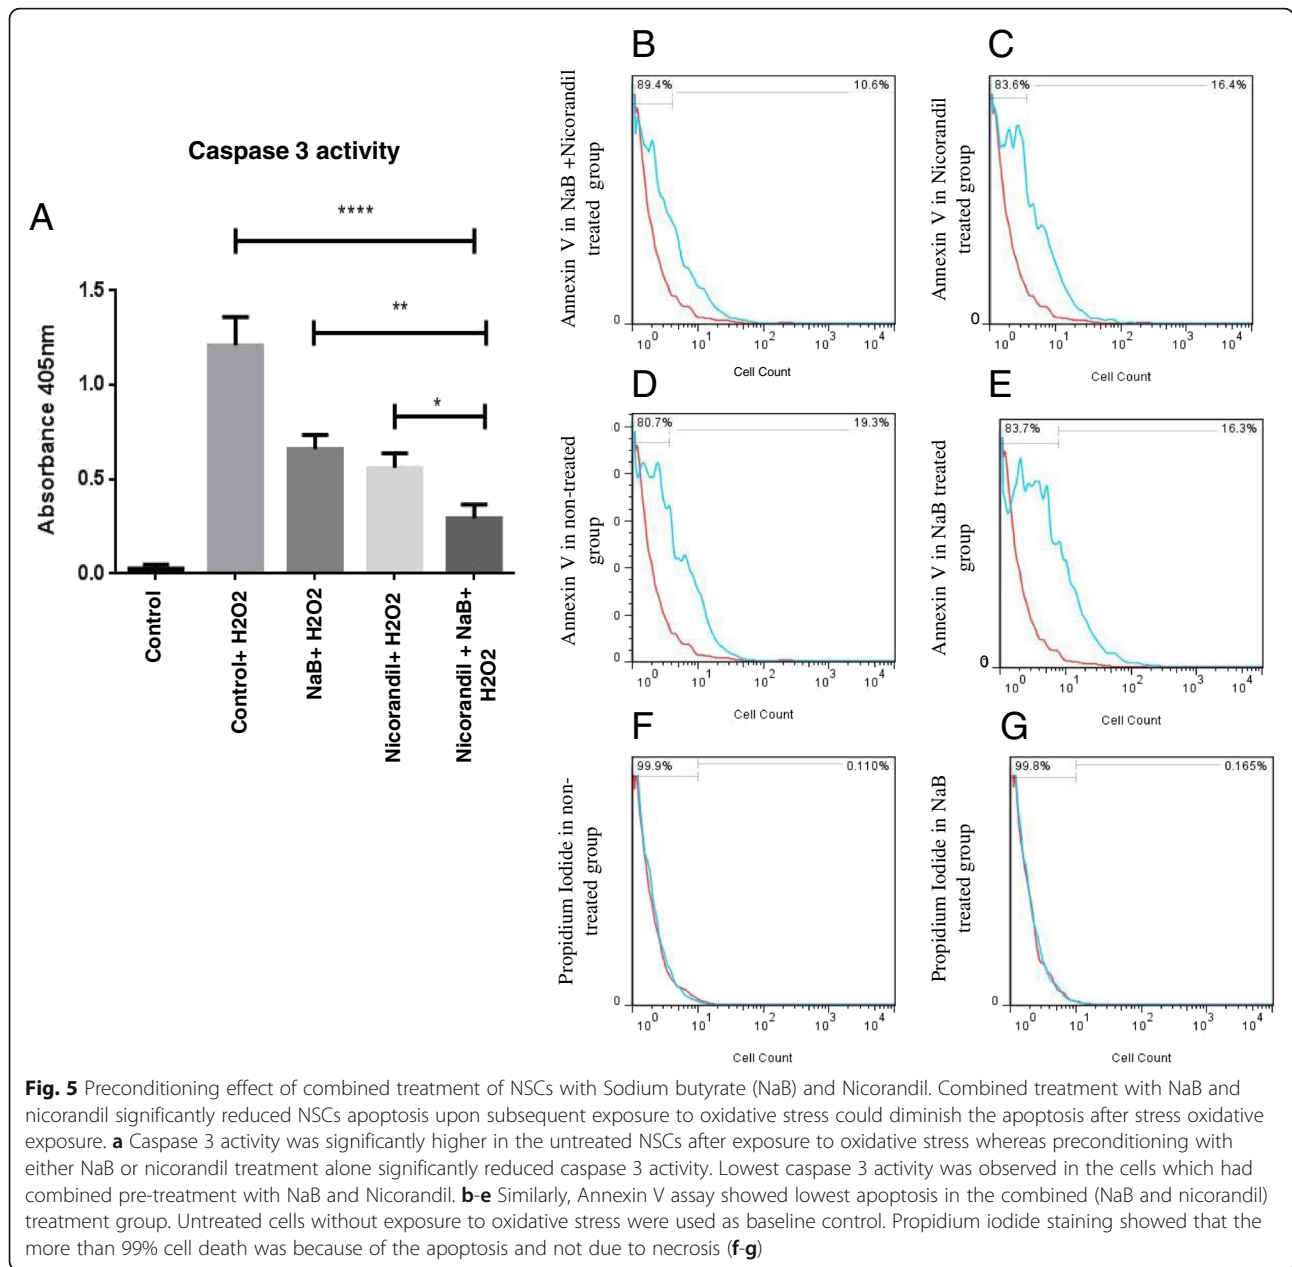 A
Caspase 3 activity
****
**
*
Absorbance 405nm
1.5
1.0
0.5
0.0
Control
Control+ H2O2
NaB+ H2O2
Nicorandil+ H2O2
Nicorandil + NaB+
H2O2
B
Annexin V in NaB +Nicorandil
treated group
89.4%
10.6%
0
10^0 10^1 10^2 10^3 10^4
Cell Count
C
Annexin V in Nicorandil
treated group
83.6%
16.4%
0
10^0 10^1 10^2 10^3 10^4
Cell Count
D
Annexin V in non-treated
group
80.7%
19.3%
0
0
0
0
0
0
10^0 10^1 10^2 10^3 10^4
Cell Count
E
Annexin V in NaB treated
group
83.7%
16.3%
0
10^0 10^1 10^2 10^3 10^4
Cell Count
F
Propidium Iodide in non-
treated group
99.9%
0.110%
0
10^0 10^1 10^2 10^3 10^4
Cell Count
G
Propidium Iodide in NaB
treated group
99.8%
0.165%
0
10^0 10^1 10^2 10^3 10^4
Cell Count
Fig. 5 Preconditioning effect of combined treatment of NSCs with Sodium butyrate (NaB) and Nicorandil. Combined treatment with NaB and
nicorandil significantly reduced NSCs apoptosis upon subsequent exposure to oxidative stress could diminish the apoptosis after stress oxidative
exposure. a Caspase 3 activity was significantly higher in the untreated NSCs after exposure to oxidative stress whereas preconditioning with
either NaB or nicorandil treatment alone significantly reduced caspase 3 activity. Lowest caspase 3 activity was observed in the cells which had
combined pre-treatment with NaB and Nicorandil. b-e Similarly, Annexin V assay showed lowest apoptosis in the combined (NaB and nicorandil)
treatment group. Untreated cells without exposure to oxidative stress were used as baseline control. Propidium iodide staining showed that the
more than 99% cell death was because of the apoptosis and not due to necrosis (f-g)